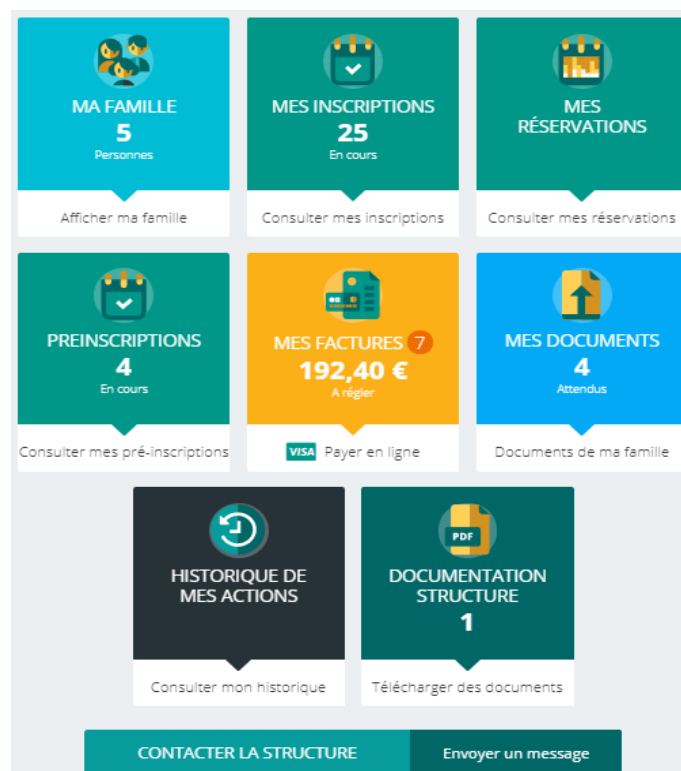 MA FAMILLE
5
Personnes
Afficher ma famille
MES INSCRIPTIONS
25
En cours
Consulter mes inscriptions
MES
RÉSERVATIONS
Consulter mes réservations
PREINSCRIPTIONS
4
En cours
Consulter mes pré-inscriptions
MES FACTURES 7
192,40 €
A régler
VISA Payer en ligne
MES DOCUMENTS
4
Attendus
Documents de ma famille
HISTORIQUE DE
MES ACTIONS
Consulter mon historique
PDF
DOCUMENTATION
STRUCTURE
1
Télécharger des documents
CONTACTER LA STRUCTURE
Envoyer un message